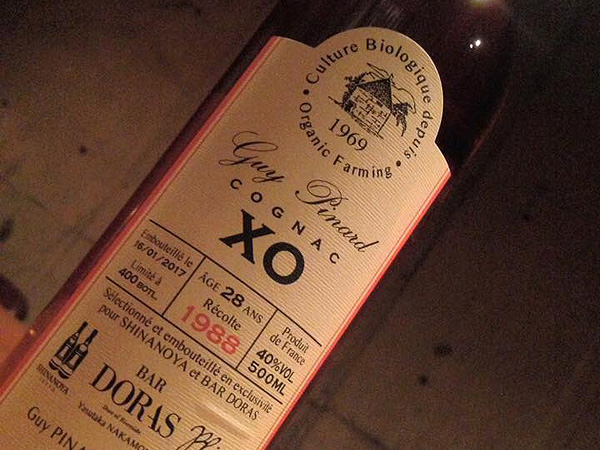 Culture Biologique depuis
1969
Organic Farming
Guy Pinard
COGNAC
XO
Embouteillé le
16/01/2017
Limité à
400 BOTL.
ÂGE 28 ANS
Récolte
1988
Produit
de France
40%VOL
500ML
Sélectionné et embouteillé en exclusivité
pour SHINANOYA et BAR DORAS
SHINANOYA
BAR
DORAS
Yasutaka NAKAMO
Guy PINA